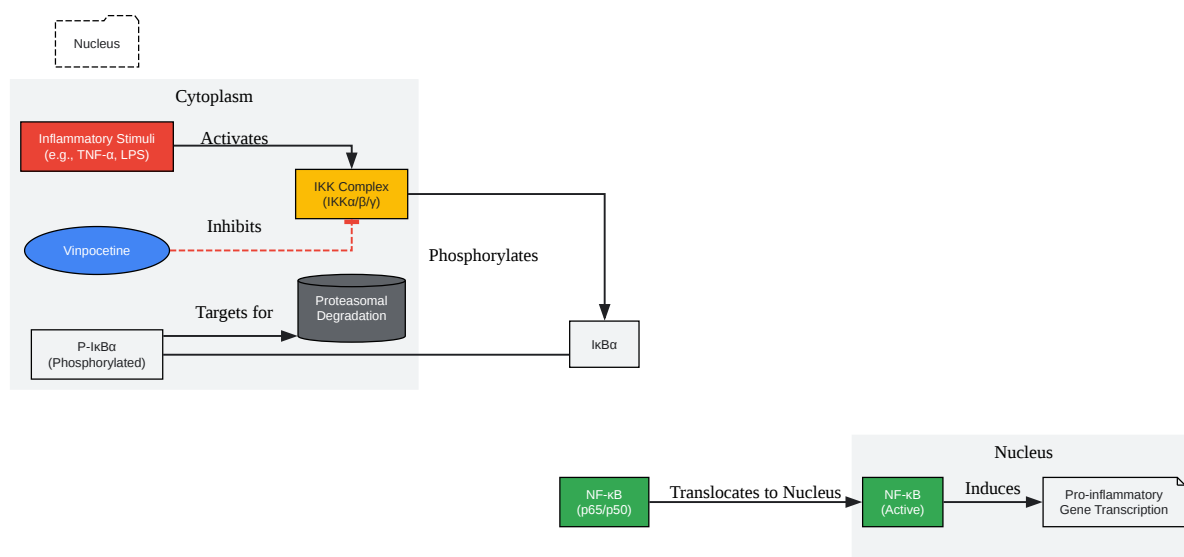 Nucleus
Cytoplasm
Inflammatory Stimuli
(e.g., TNF-α, LPS)
Activates
IKK Complex
(IKKα/β/γ)
Inhibits
Vinpocetine
Phosphorylates
Proteasomal
Degradation
Targets for
P-IκBα
(Phosphorylated)
IκBα
Nucleus
NF-κB
(p65/p50)
Translocates to Nucleus
NF-κB
(Active)
Induces
Pro-inflammatory
Gene Transcription